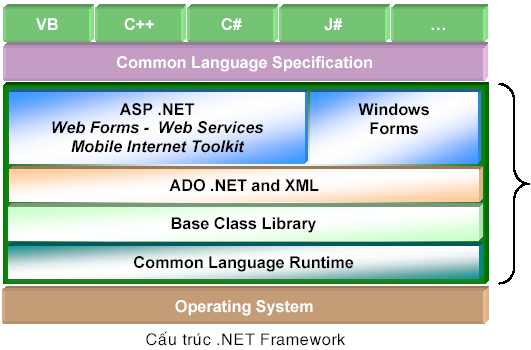 VB C++ C# J# ...
Common Language Specification
ASP .NET
Web Forms - Web Services
Mobile Internet Toolkit
Windows
Forms
ADO .NET and XML
Base Class Library
Common Language Runtime
Operating System
Cấu trúc .NET Framework